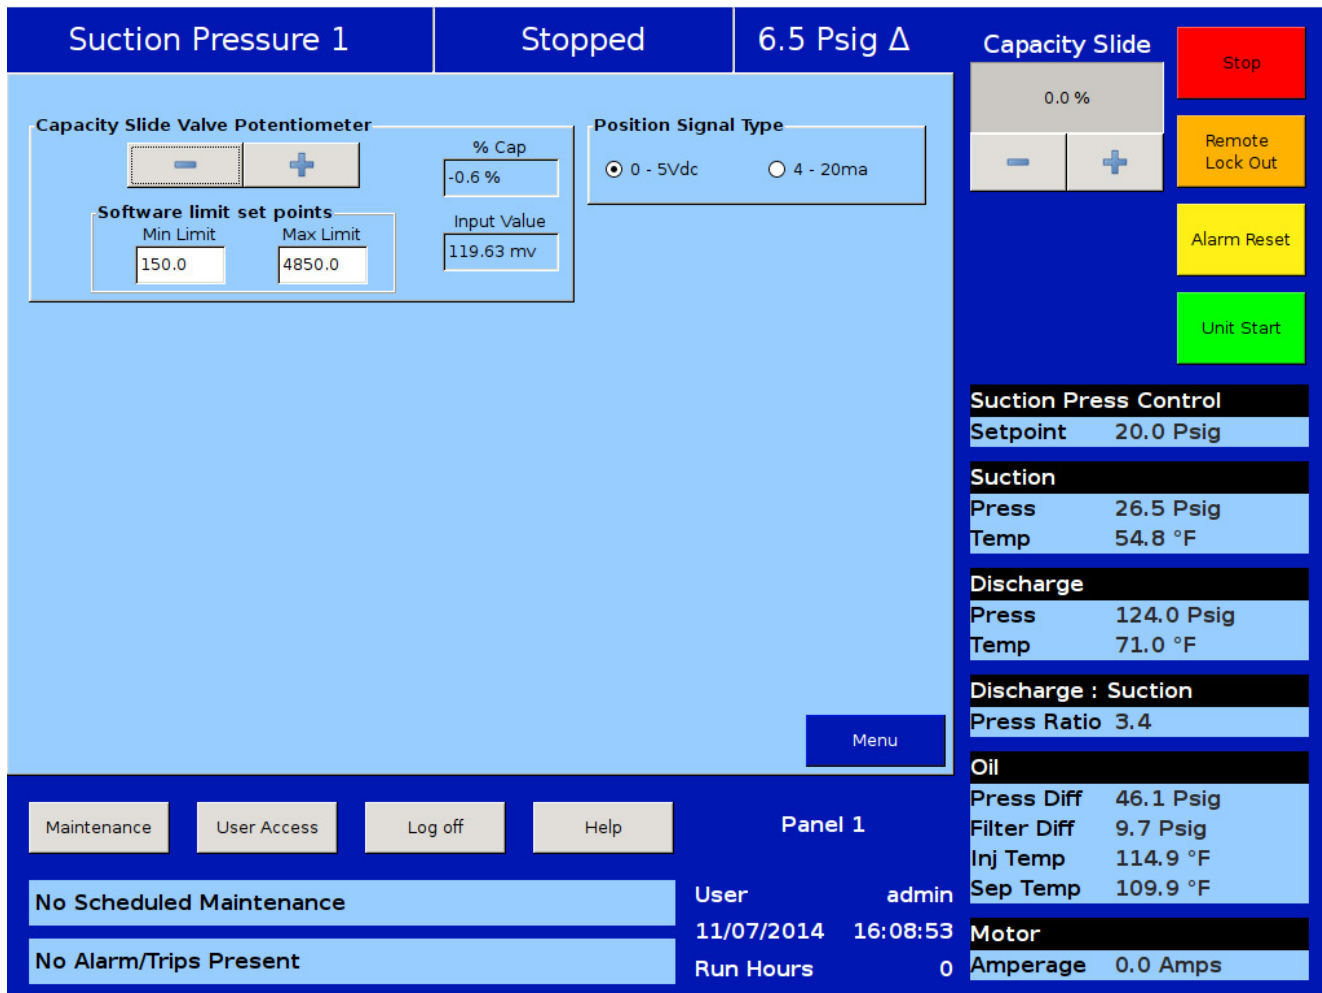 Suction Pressure 1
Stopped
6.5 Psig Δ
Capacity Slide
0.0 %
Stop
Remote
Lock Out
Alarm Reset
Unit Start
Capacity Slide Valve Potentiometer
% Cap
-0.6 %
Software limit set points
Min Limit
Max Limit
150.0
4850.0
Input Value
119.63 mv
Position Signal Type
0 - 5Vdc
4 - 20ma
Menu
Suction Press Control
Setpoint 20.0 Psig
Suction
Press 26.5 Psig
Temp 54.8 °F
Discharge
Press 124.0 Psig
Temp 71.0 °F
Discharge : Suction
Press Ratio 3.4
Oil
Press Diff 46.1 Psig
Filter Diff 9.7 Psig
Inj Temp 114.9 °F
Sep Temp 109.9 °F
Motor
Amperage 0.0 Amps
Maintenance
User Access
Log off
Help
Panel 1
No Scheduled Maintenance
No Alarm/Trips Present
User admin
11/07/2014 16:08:53
Run Hours 0